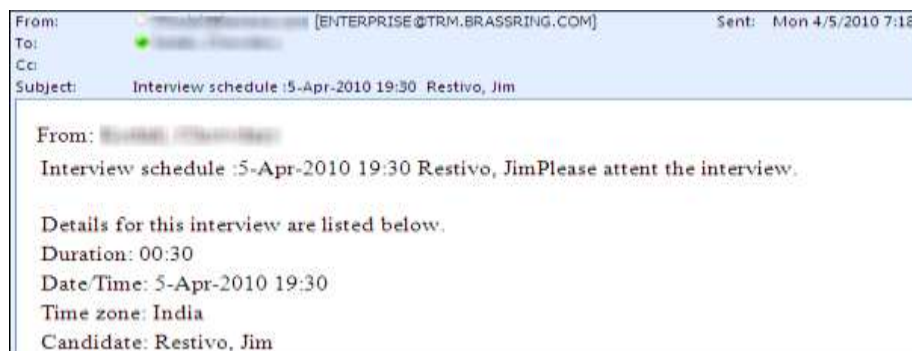 From: [ENTERPRISE@TRM.BRASSRING.COM] Sent: Mon 4/5/2010 7:18
To:
Cc:
Subject: Interview schedule :5-Apr-2010 19:30 Restivo, Jim
From:
Interview schedule :5-Apr-2010 19:30 Restivo, JimPlease attent the interview.
Details for this interview are listed below.
Duration: 00:30
Date/Time: 5-Apr-2010 19:30
Time zone: India
Candidate: Restivo, Jim